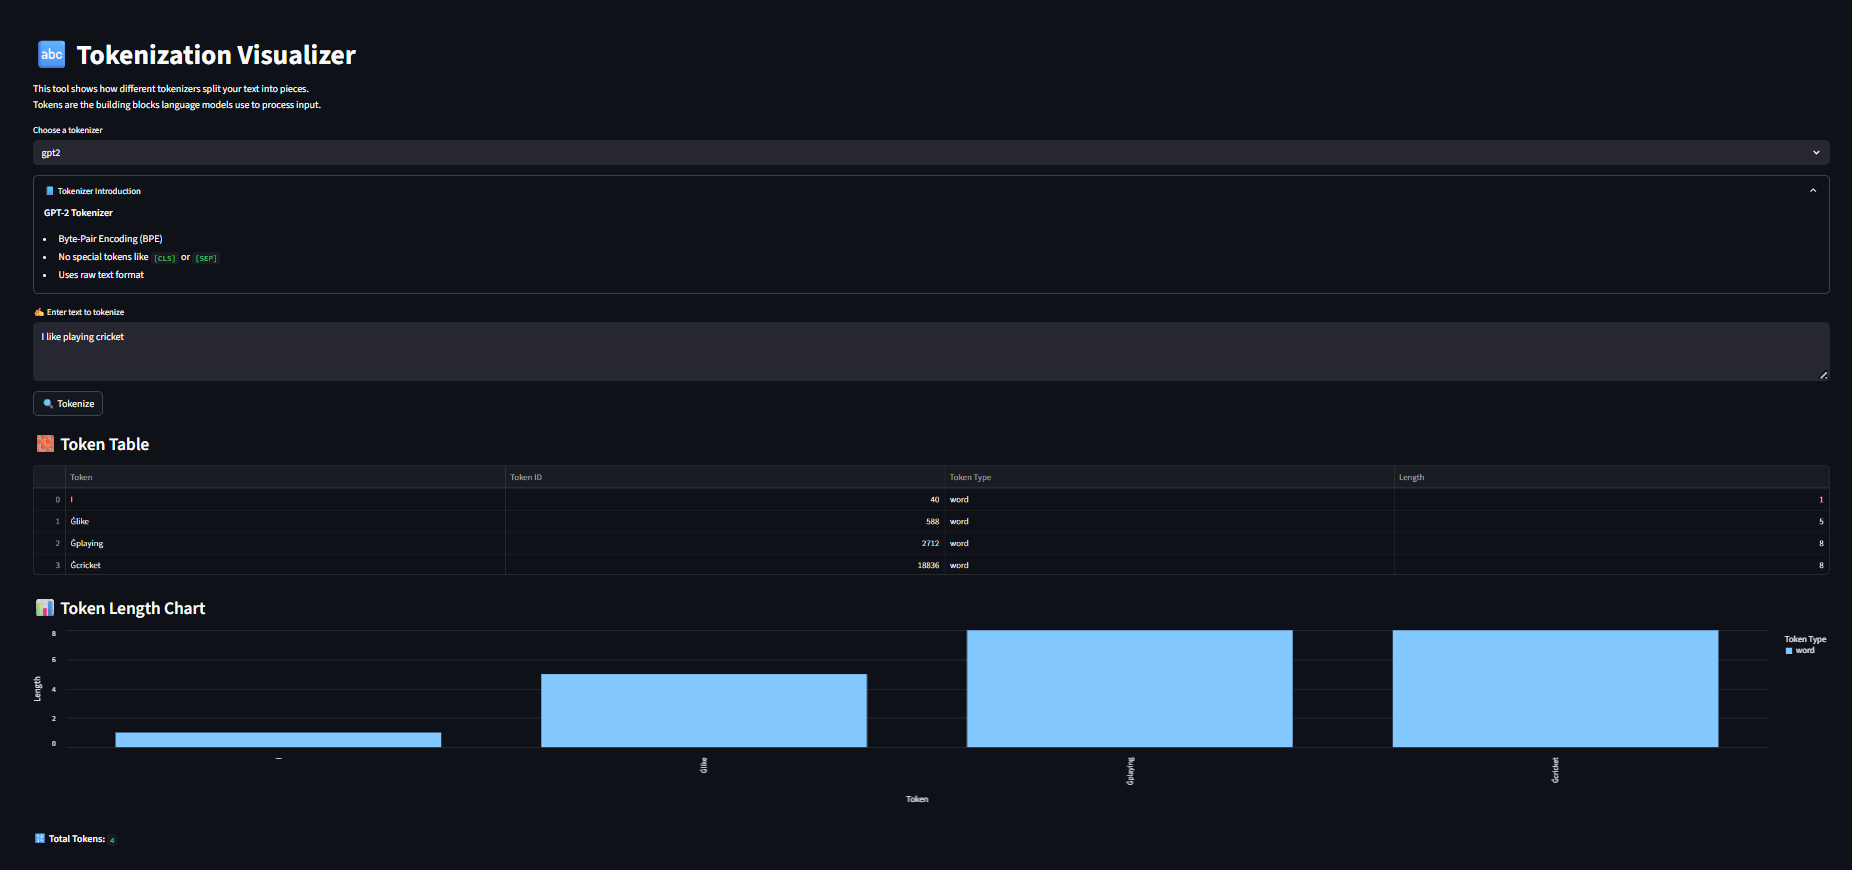 abc Tokenization Visualizer
This tool shows how different tokenizers split your text into pieces.
Tokens are the building blocks language models use to process input.
Choose a tokenizer
gpt2
Tokenizer Introduction
GPT-2 Tokenizer
• Byte-Pair Encoding (BPE)
• No special tokens like [CLS] or [SEP]
• Uses raw text format
Enter text to tokenize
I like playing cricket
Tokenize
Token Table
Token Token ID Token Type Length
0 I 40 word 1
1 Ġlike 588 word 5
2 Ġplaying 2712 word 8
3 Ġcricket 18836 word 8
Token Length Chart
8
6
4
2
0
Length
I Ġlike Ġplaying Ġcricket
Token
Token Type
word
Total Tokens: 4